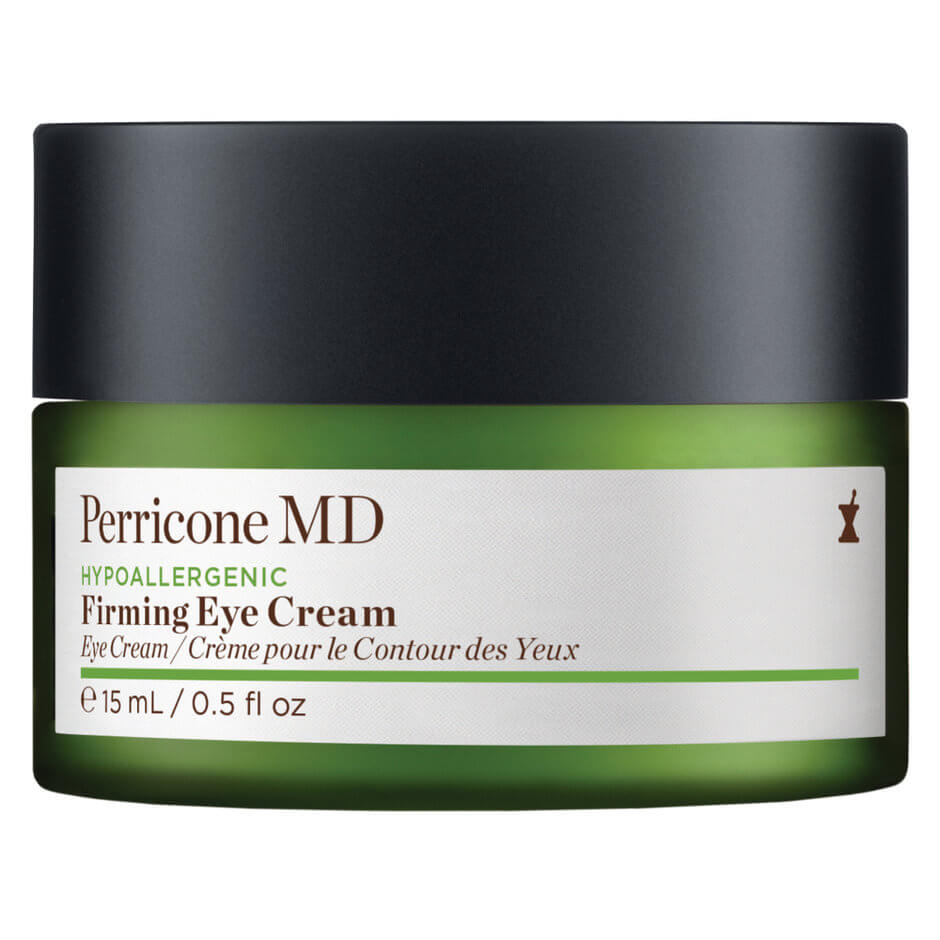 Perricone MD
HYPOALLERGENIC
Firming Eye Cream
Eye Cream / Crème pour le Contour des Yeux
℮ 15 mL / 0.5 fl oz